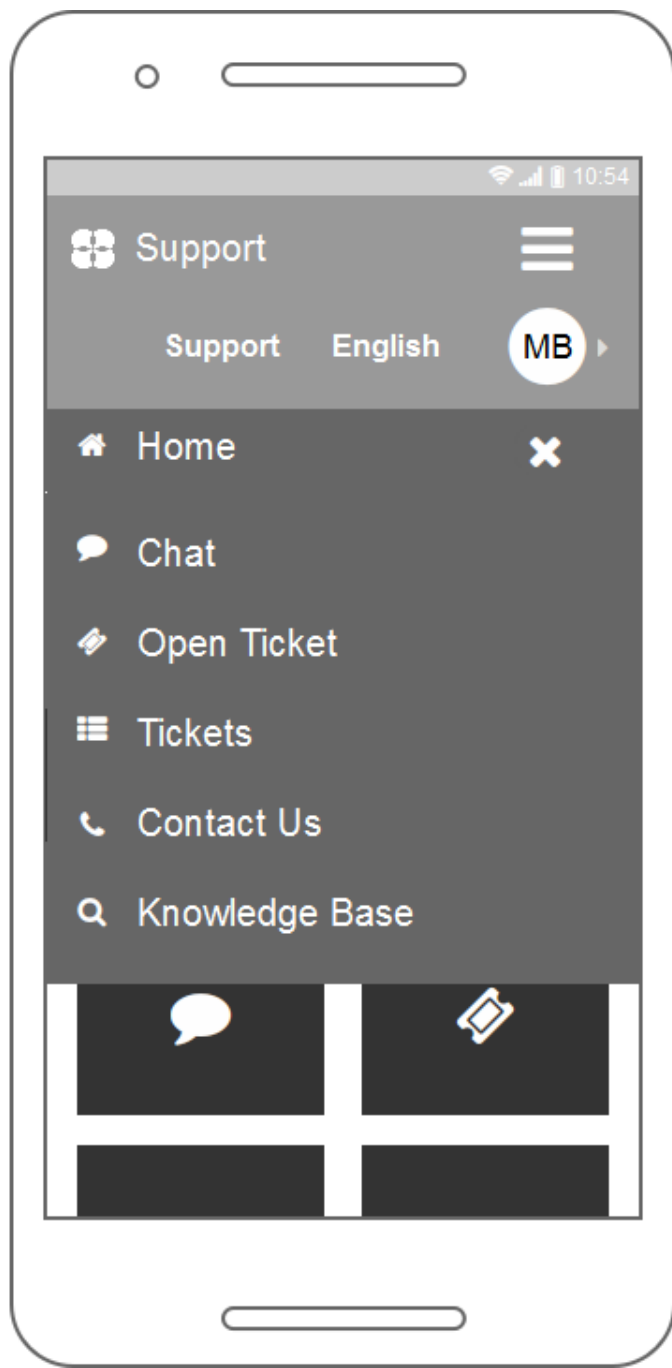 10:54
Support
Support English MB
Home
Chat
Open Ticket
Tickets
Contact Us
Knowledge Base